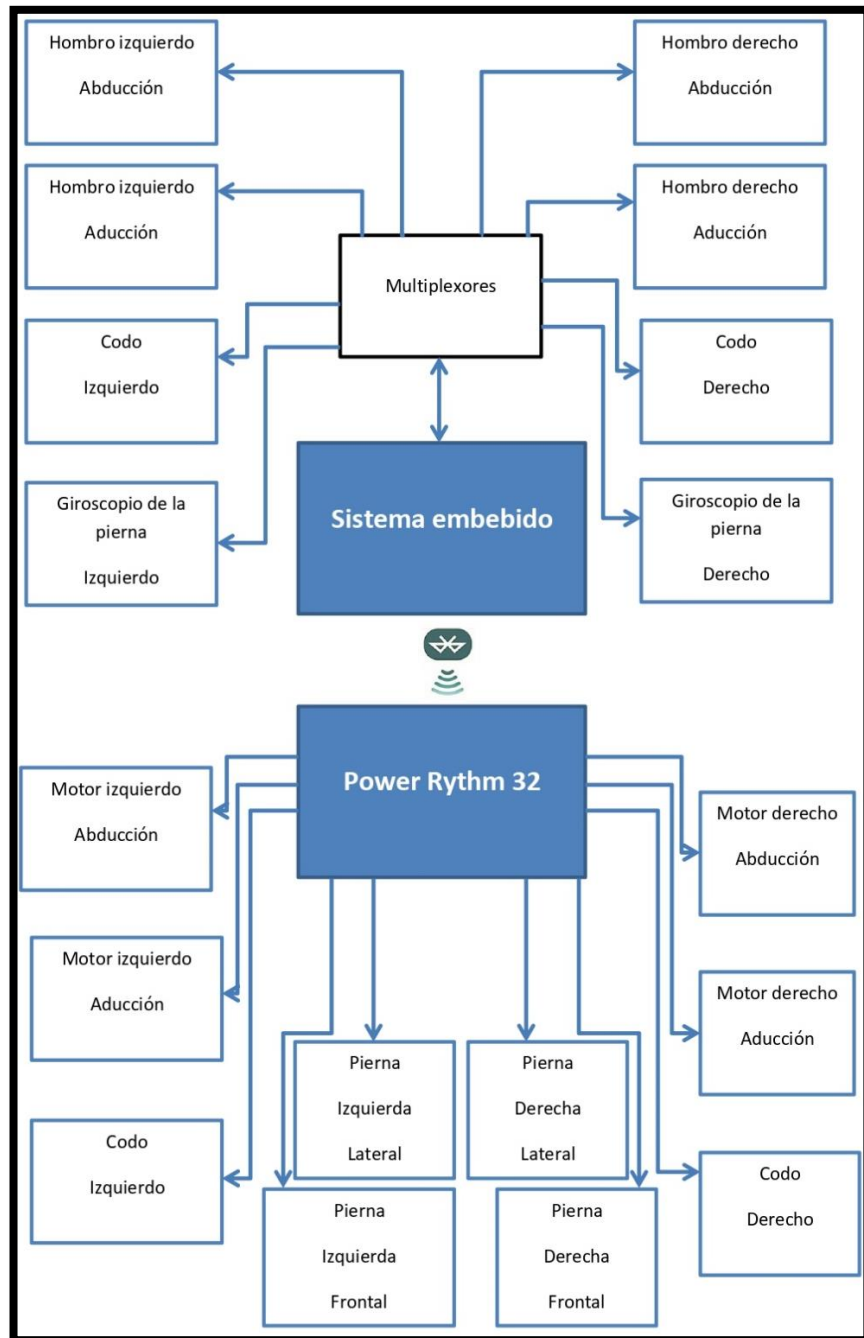 Hombro izquierdo
Abducción
Hombro derecho
Abducción
Hombro izquierdo
Aducción
Hombro derecho
Aducción
Multiplexores
Codo
Izquierdo
Codo
Derecho
Giroscopio de la
pierna
Izquierdo
Sistema embebido
Giroscopio de la
pierna
Derecho
Power Rythm 32
Motor izquierdo
Abducción
Motor derecho
Abducción
Motor izquierdo
Aducción
Motor derecho
Aducción
Pierna
Izquierda
Lateral
Pierna
Derecha
Lateral
Codo
Izquierdo
Codo
Derecho
Pierna
Izquierda
Frontal
Pierna
Derecha
Frontal